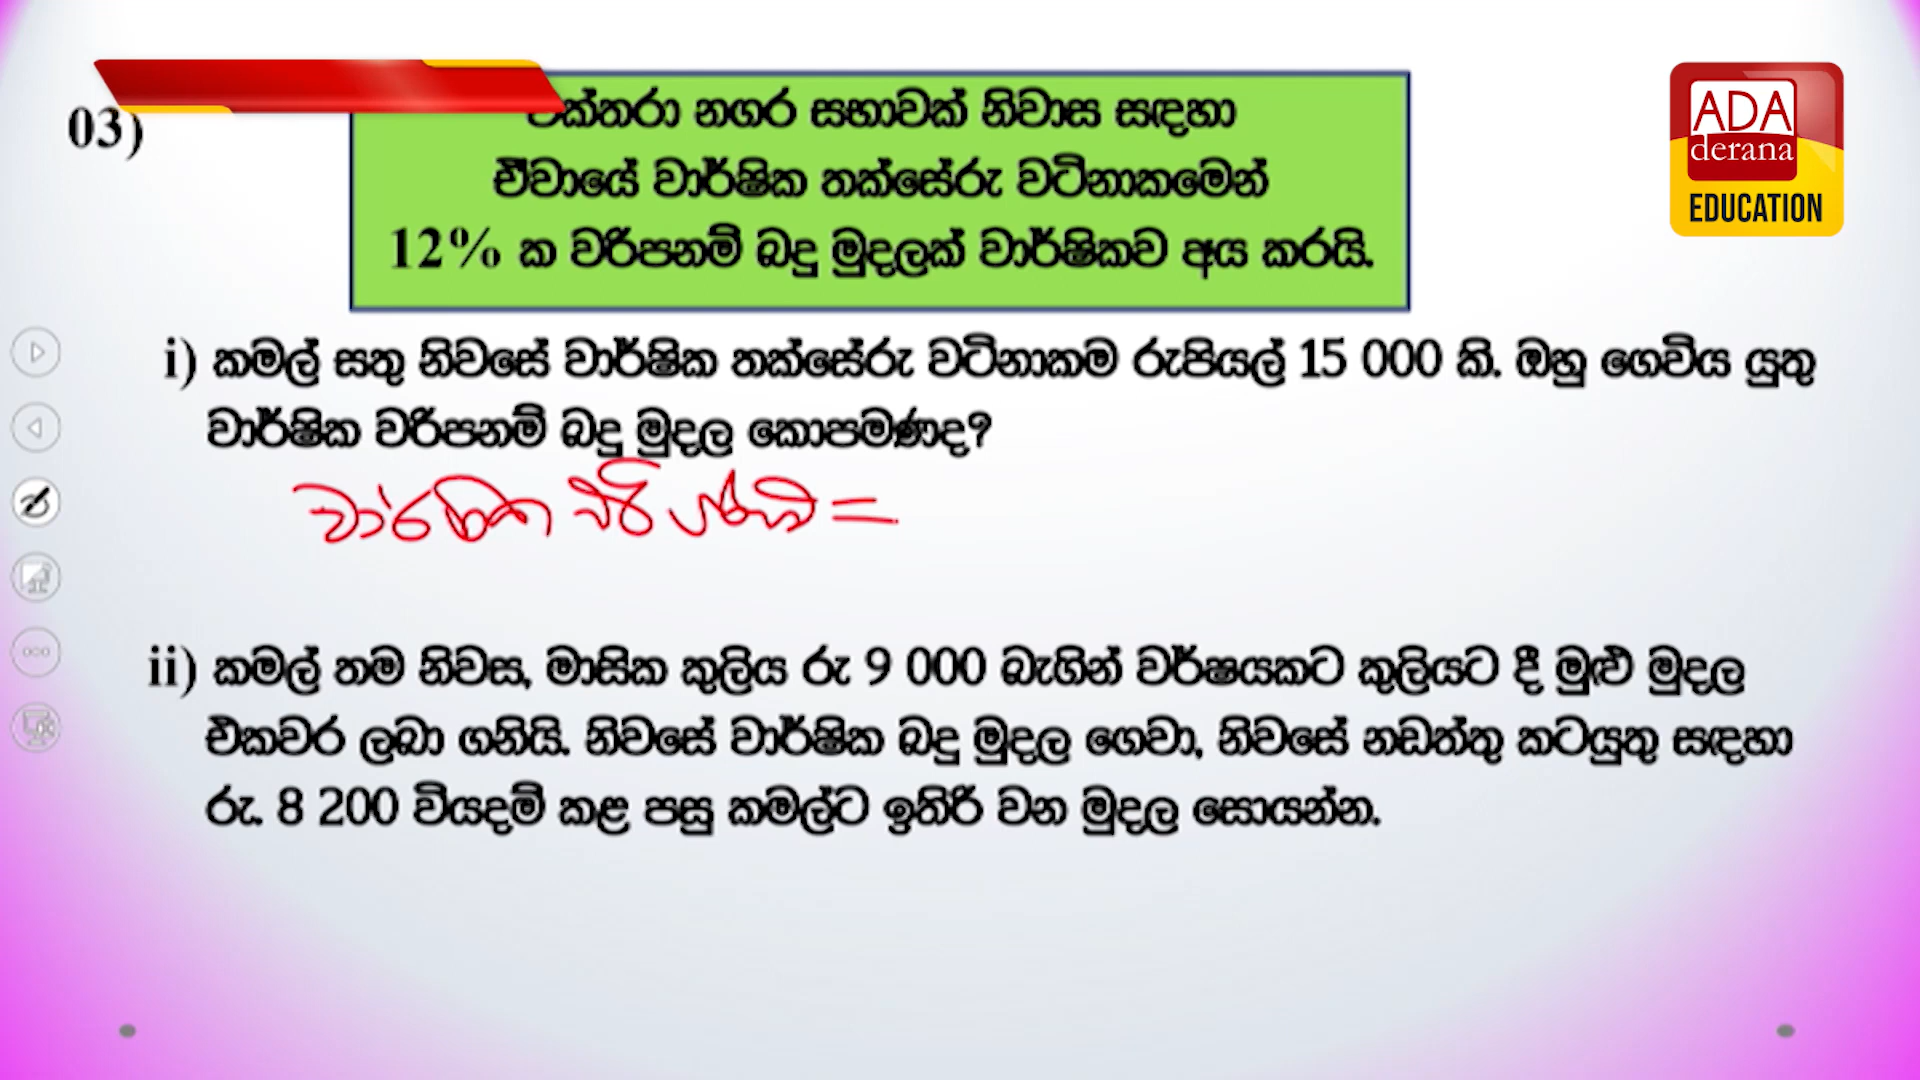 03)
නගර සභාවක් නිවාස සඳහා
ඒවායේ වාර්ෂික තක්සේරු වටිනාකමෙන්
12% ක වරිපනම් බදු මුදලක් වාර්ෂිකව අය කරයි.
ADA
derana
EDUCATION
i) කමල් සතු නිවසේ වාර්ෂික තක්සේරු වටිනාකම රුපියල් 15 000 කි. ඔහු ගෙවිය යුතු
වාර්ෂික වරිපනම් බදු මුදල කොපමණද?
වාර්ෂික වරිපනම් =
ii) කමල් තම නිවස, මාසික කුලිය රු 9 000 බැගින් වර්ෂයකට කුලියට දී මුළු මුදල
එකවර ලබා ගනියි. නිවසේ වාර්ෂික බදු මුදල ගෙවා, නිවසේ නඩත්තු කටයුතු සඳහා
රු. 8 200 වියදම් කළ පසු කමල්ට ඉතිරි වන මුදල සොයන්න.